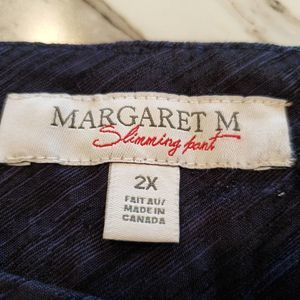 MARGARET M
Slimming pant
2X
FAIT AU/
MADE IN
CANADA